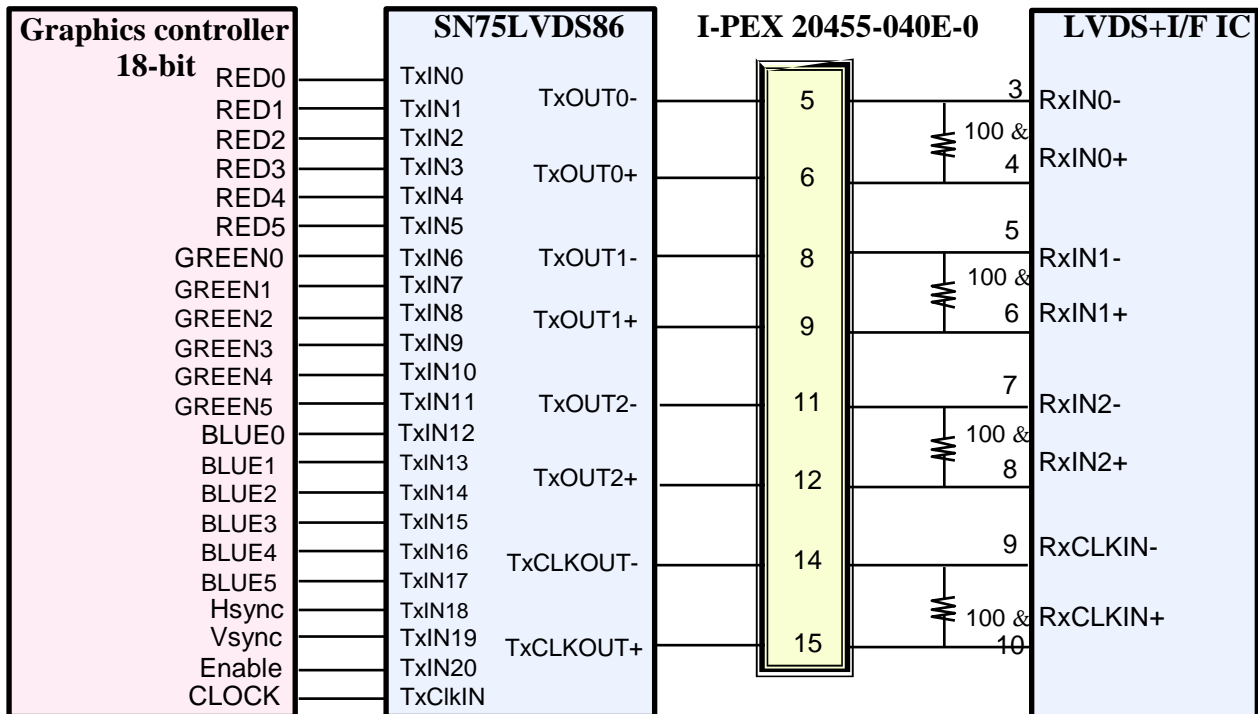 Graphics controller
18-bit
SN75LVDS86
I-PEX 20455-040E-0
LVDS+I/F IC
RED0
RED1
RED2
RED3
RED4
RED5
GREEN0
GREEN1
GREEN2
GREEN3
GREEN4
GREEN5
BLUE0
BLUE1
BLUE2
BLUE3
BLUE4
BLUE5
Hsync
Vsync
Enable
CLOCK
TxIN0
TxIN1
TxIN2
TxIN3
TxIN4
TxIN5
TxIN6
TxIN7
TxIN8
TxIN9
TxIN10
TxIN11
TxIN12
TxIN13
TxIN14
TxIN15
TxIN16
TxIN17
TxIN18
TxIN19
TxIN20
TxClkIN
TxOUT0-
TxOUT0+
TxOUT1-
TxOUT1+
TxOUT2-
TxOUT2+
TxCLKOUT-
TxCLKOUT+
5
6
8
9
11
12
14
15
3
100 &
4
5
100 &
6
7
100 &
8
9
100 &
10
RxIN0-
RxIN0+
RxIN1-
RxIN1+
RxIN2-
RxIN2+
RxCLKIN-
RxCLKIN+